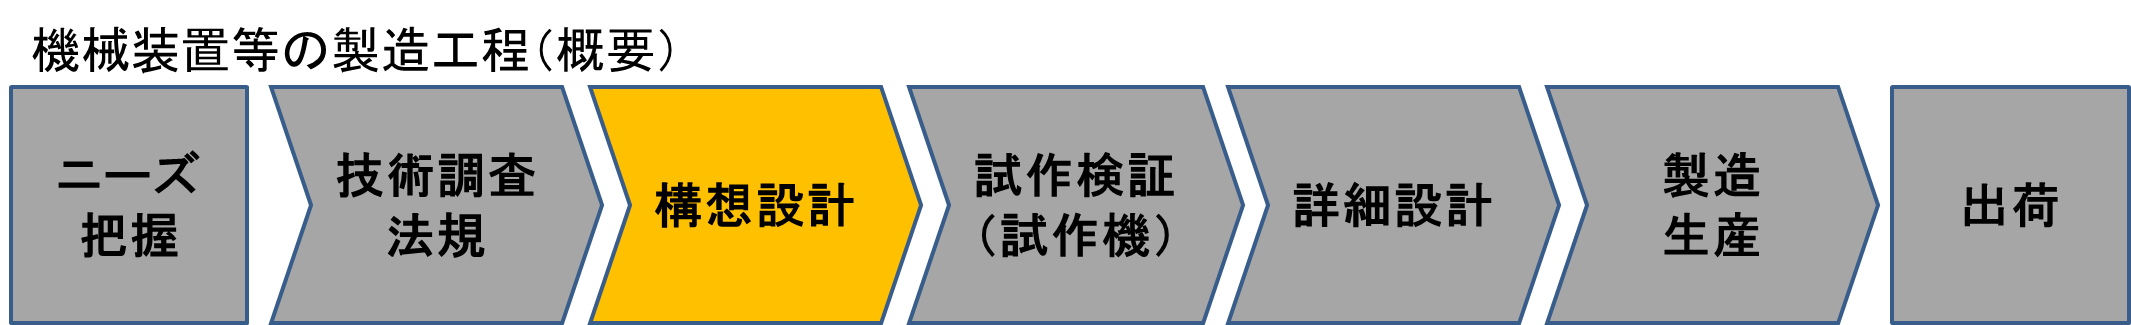 機械装置等の製造工程（概要）
ニーズ
把握
技術調査
法規
構想設計
試作検証
（試作機）
詳細設計
製造
生産
出荷